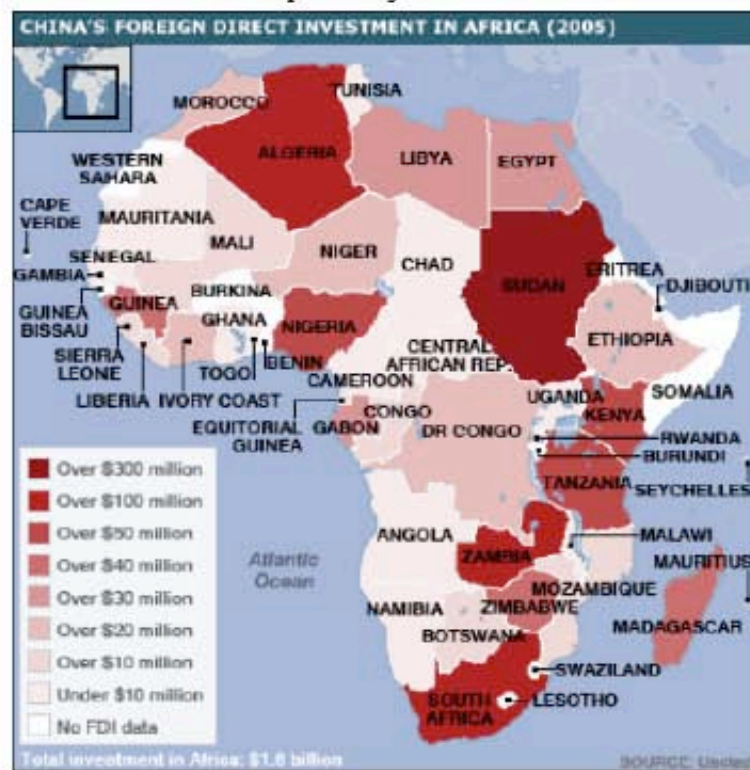 CHINA'S FOREIGN DIRECT INVESTMENT IN AFRICA (2005)
TUNISIA
MOROCCO
ALGERIA
LIBYA
EGYPT
WESTERN
SAHARA
CAPE
VERDE
MAURITANIA
MALI
NIGER
CHAD
SUDAN
ERITREA
DJIBOUTI
SENEGAL
GAMBIA
BURKINA
GUINEA
GUINEA
BISSAU
GHANA
NIGERIA
ETHIOPIA
SIERRA
LEONE
TOGO
BENIN
CENTRAL
AFRICAN REP.
CAMEROON
LIBERIA
IVORY COAST
UGANDA
SOMALIA
EQUITORIAL
GUINEA
GABON
CONGO
DR CONGO
KENYA
RWANDA
BURUNDI
TANZANIA
SEYCHELLES
ANGOLA
MALAWI
ZAMBIA
MAURITIUS
Atlantic
Ocean
MOZAMBIQUE
NAMIBIA
ZIMBABWE
BOTSWANA
MADAGASCAR
SWAZILAND
SOUTH
AFRICA
LESOTHO
Over $300 million
Over $100 million
Over $50 million
Over $40 million
Over $30 million
Over $20 million
Over $10 million
Under $10 million
No FDI data
Total investment in Africa: $1.6 billion
SOURCE: